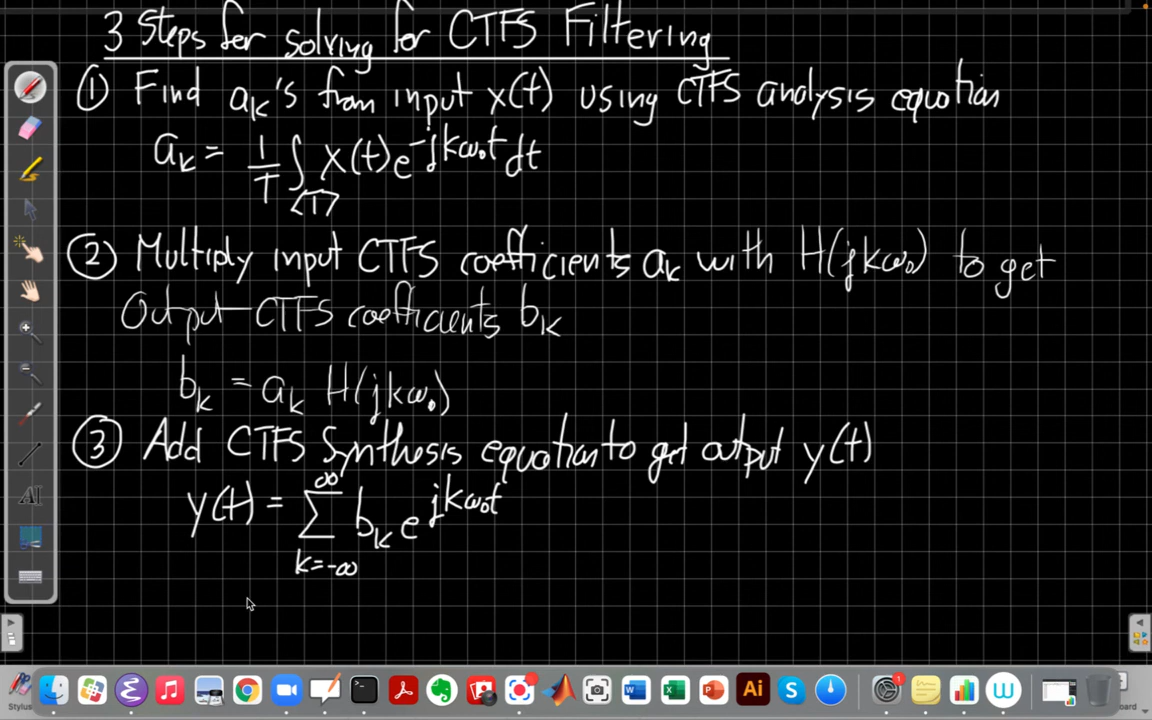 3 Steps for solving for CTFS Filtering
① Find aₖ's from input x(t) using CTFS analysis equation
aₖ = 1/T ∫<T> x(t) e^{-jkω₀t} dt
② Multiply input CTFS coefficients aₖ with H(jkω₀) to get
Output CTFS coefficients bₖ
bₖ = aₖ H(jkω₀)
③ Add CTFS Synthesis equation to get output y(t)
y(t) = ∑_{k=-∞}^{∞} bₖ e^{jkω₀t}